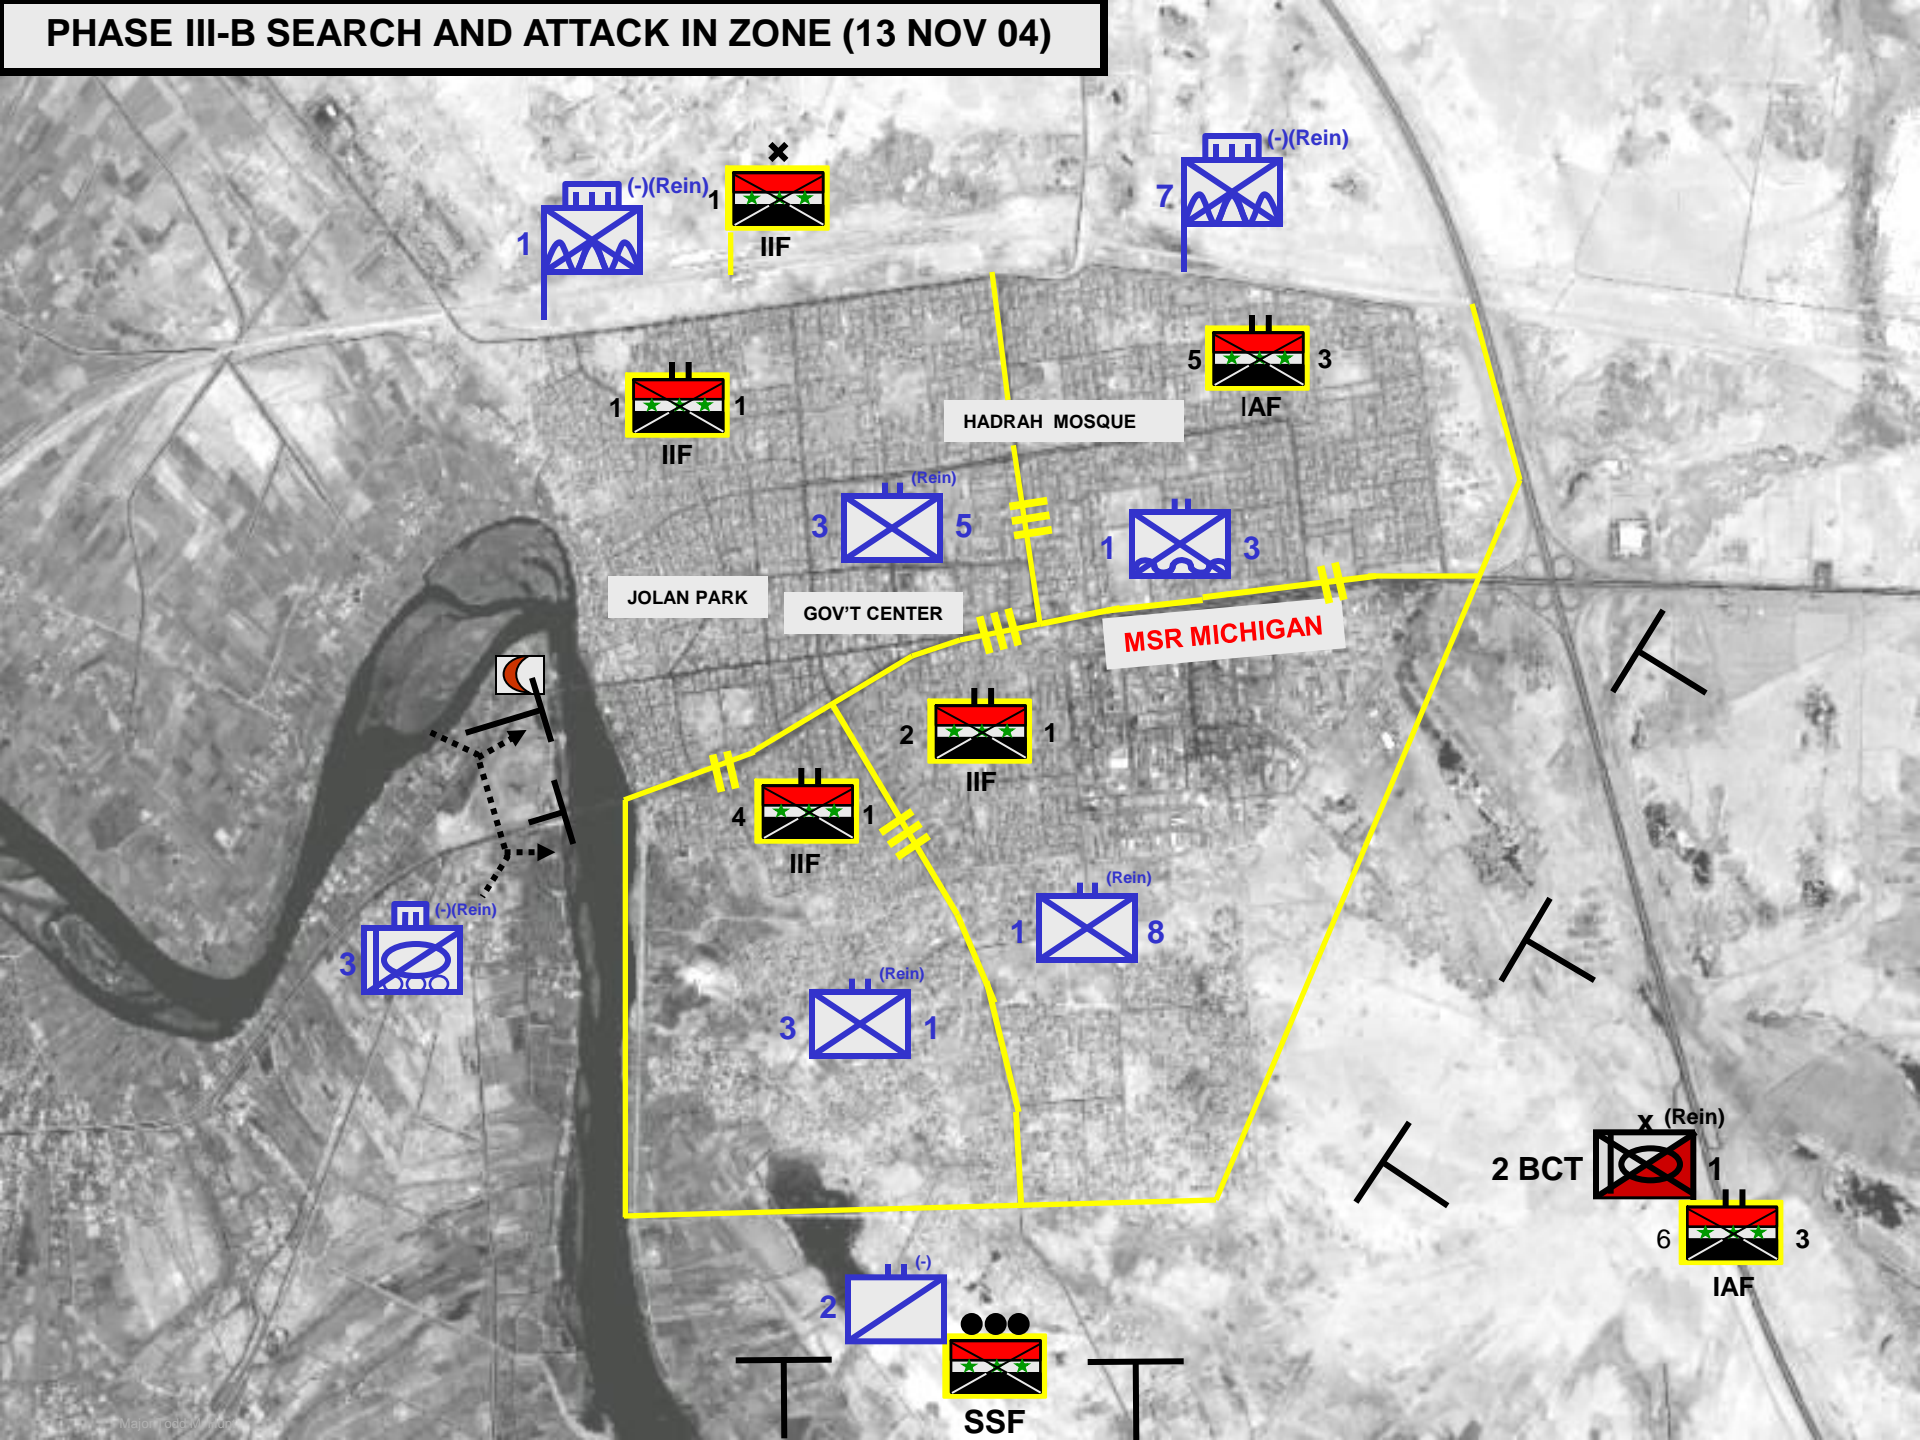 PHASE III-B SEARCH AND ATTACK IN ZONE (13 NOV 04)
(-)(Rein)
7
(-)(Rein)
1
1
IIF
5 3
IAF
1 1
IIF
HADRAH MOSQUE
(Rein)
3 5
1 3
JOLAN PARK
GOV'T CENTER
MSR MICHIGAN
2 1
IIF
4 1
IIF
(Rein)
1 8
(-)(Rein)
3
(Rein)
3 1
x (Rein)
2 BCT 1
6 3
IAF
(-)
2
SSF